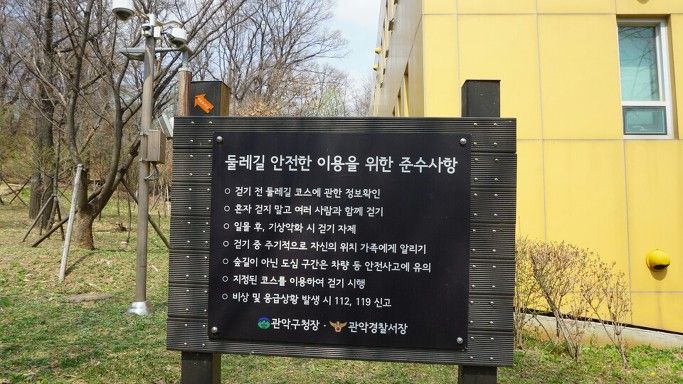 둘레길 안전한 이용을 위한 준수사항
○ 걷기 전 둘레길 코스에 관한 정보확인
○ 혼자 걷지 말고 여러 사람과 함께 걷기
○ 일몰 후, 기상악화 시 걷기 자제
○ 걷기 중 주기적으로 자신의 위치 가족에게 알리기
○ 숲길이 아닌 도심 구간은 차량 등 안전사고에 유의
○ 지정된 코스를 이용하여 걷기 시행
○ 비상 및 응급상황 발생 시 112, 119 신고
관악구청장 · 관악경찰서장